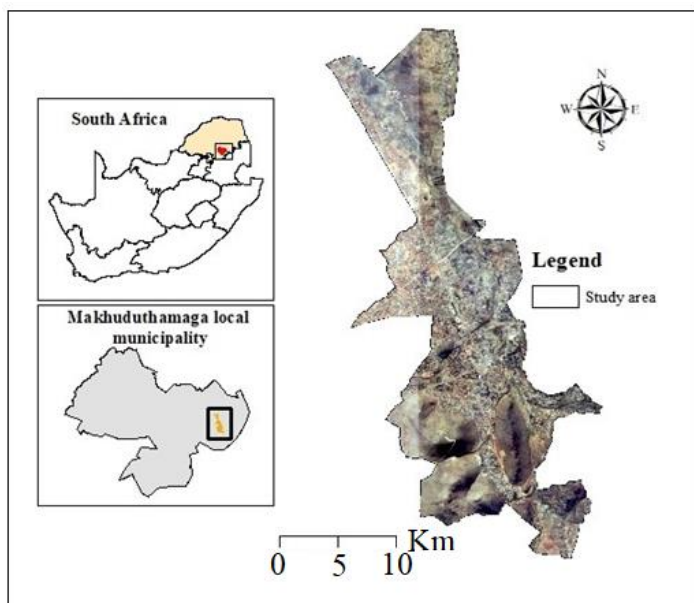 South Africa
Makhuduthamaga local
municipality
N
W E
S
Legend
Study area
Km
0 5 10